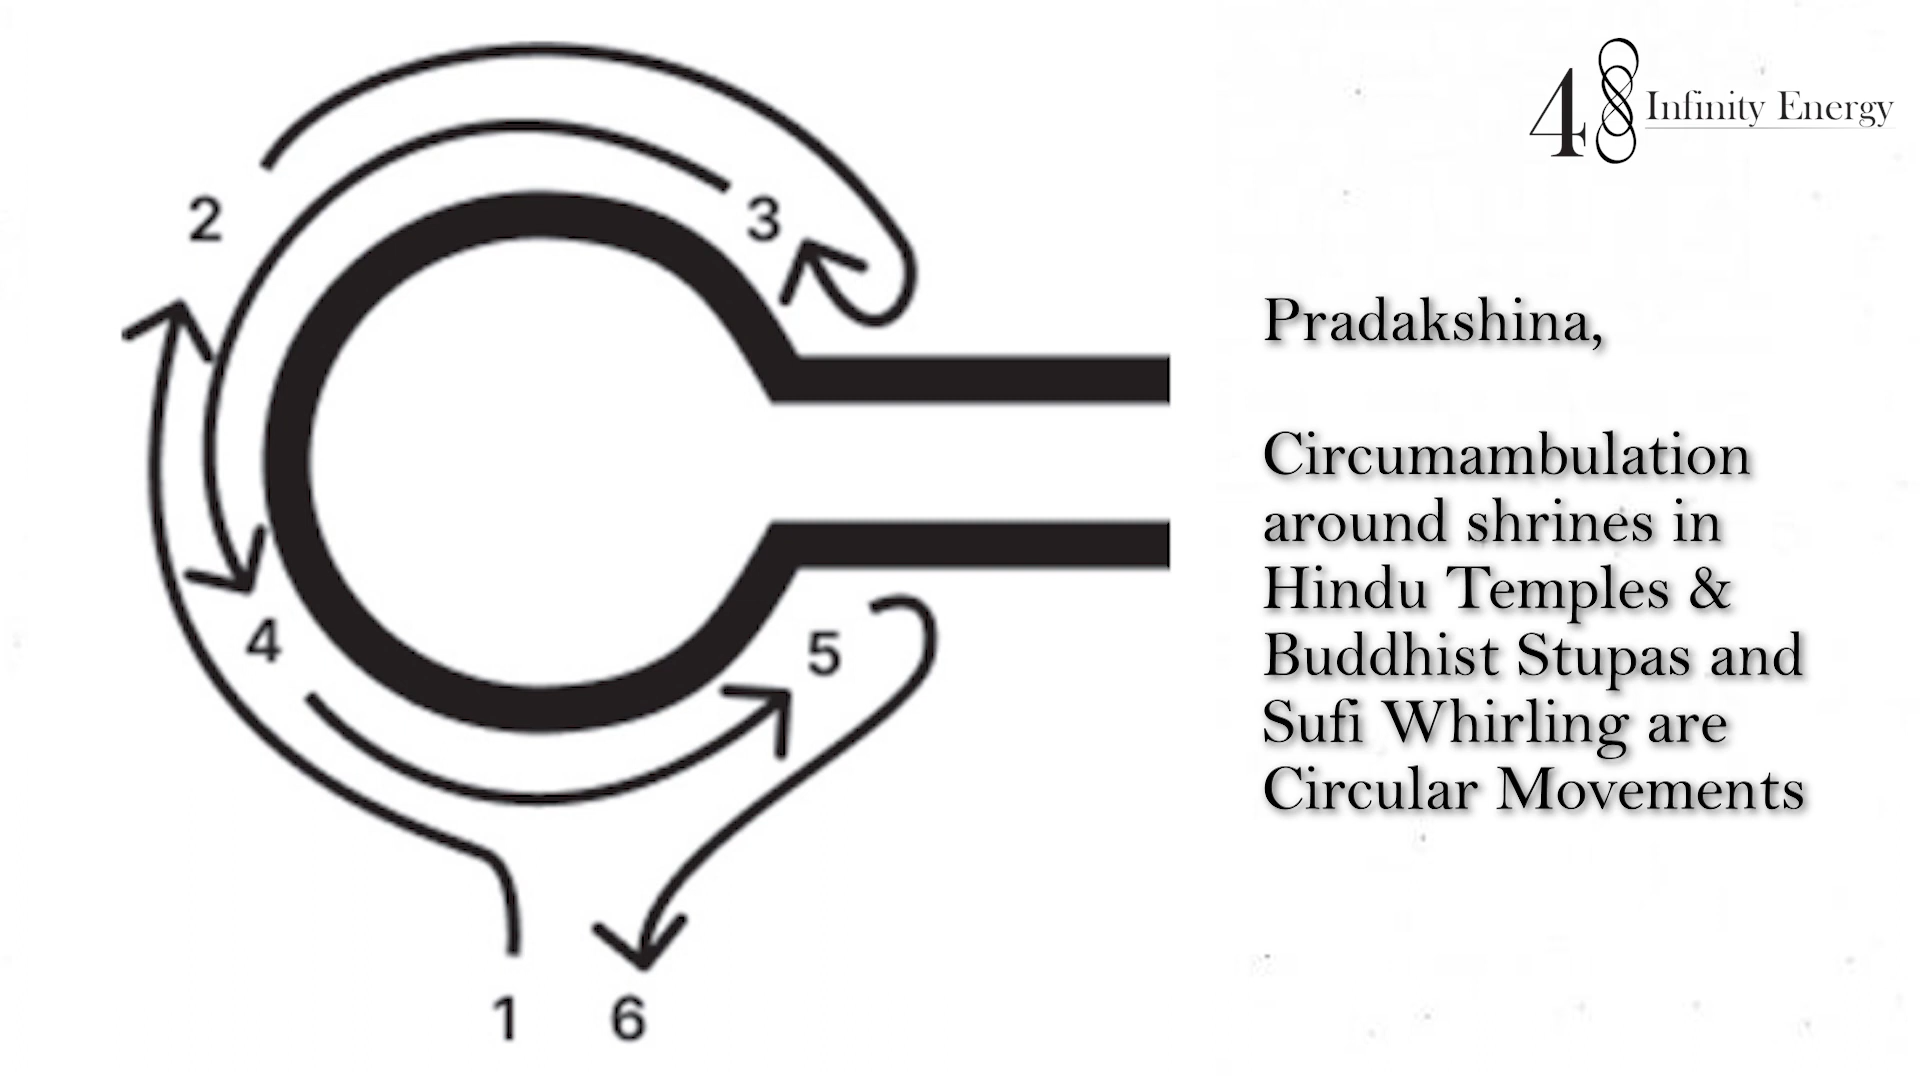 48 Infinity Energy
2
3
4
5
1 6
Pradakshina,
Circumambulation
around shrines in
Hindu Temples &
Buddhist Stupas and
Sufi Whirling are
Circular Movements